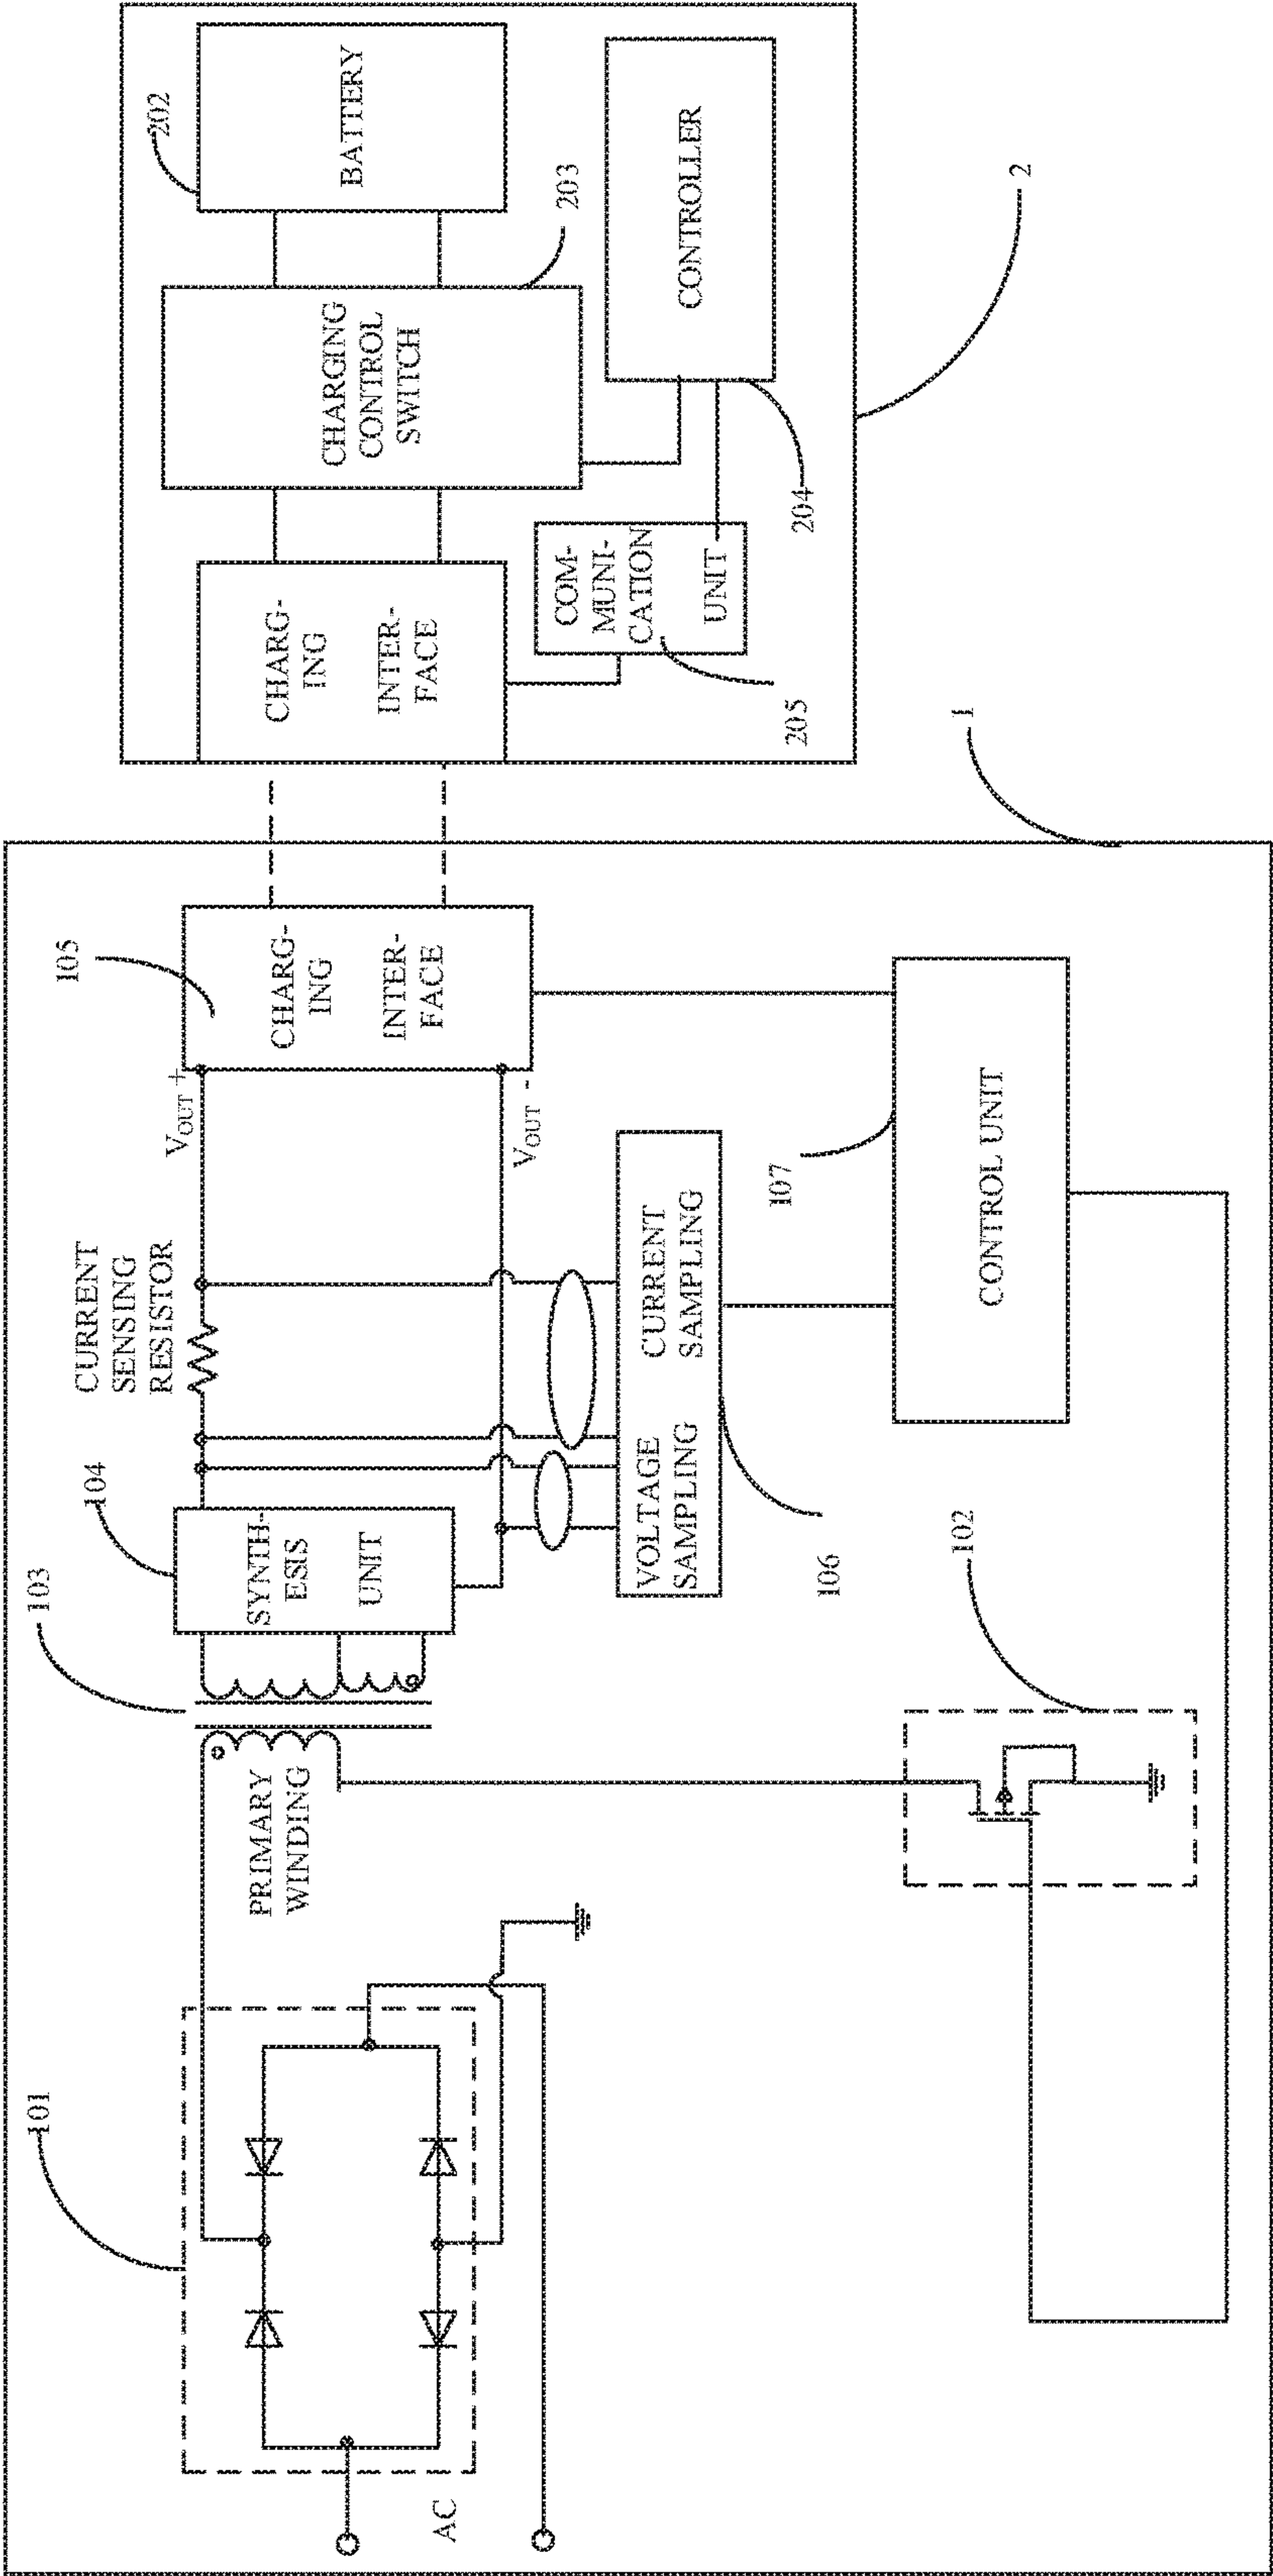 101
AC
PRIMARY
WINDING
103
104
SYNTH-
ESIS
UNIT
CURRENT
SENSING
RESISTOR
V_OUT +
V_OUT -
105
CHARG-
ING
INTER-
FACE
VOLTAGE
SAMPLING
CURRENT
SAMPLING
106
107
CONTROL UNIT
102
1
CHARG-
ING
INTER-
FACE
COM-
MUNI-
CATION
UNIT
205
CHARGING
CONTROL
SWITCH
203
BATTERY
202
CONTROLLER
204
2